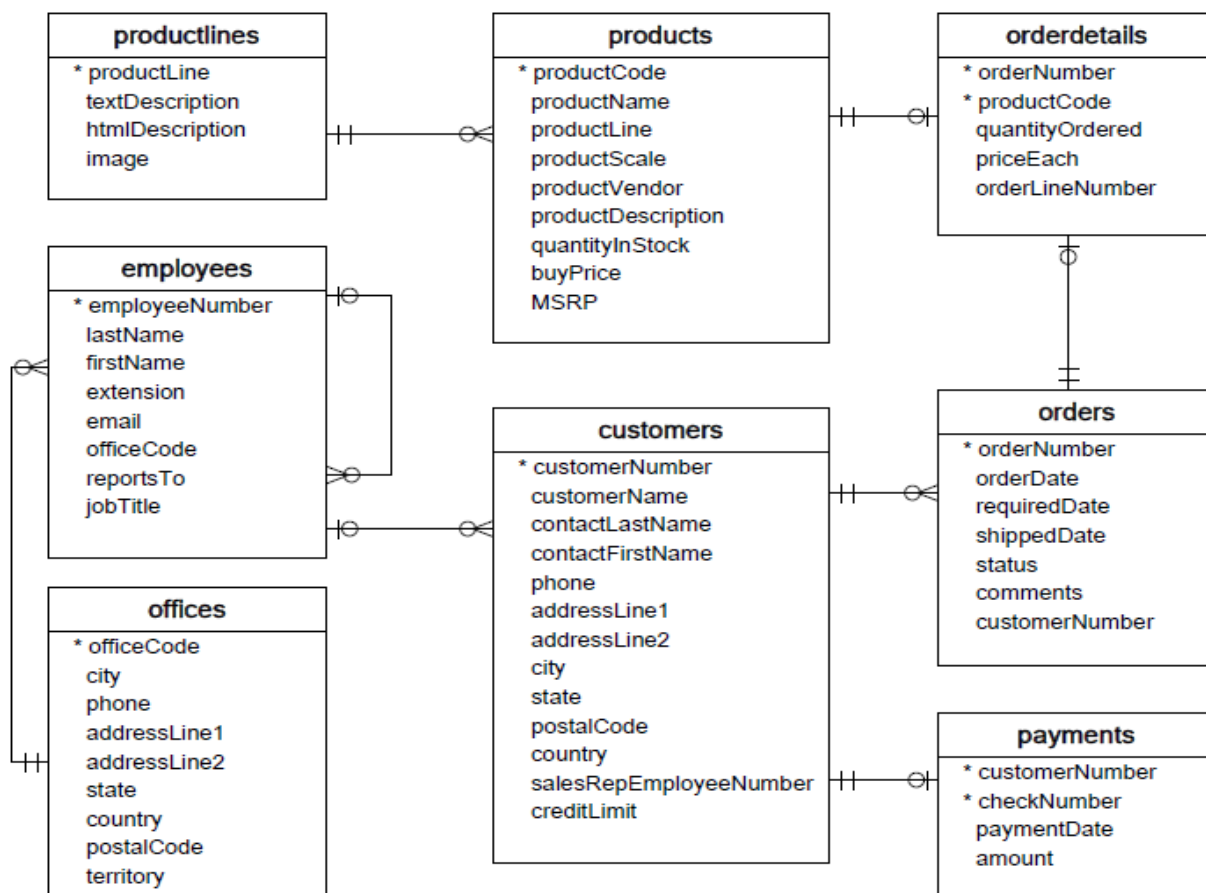 productlines
* productLine
textDescription
htmlDescription
image
products
* productCode
productName
productLine
productScale
productVendor
productDescription
quantityInStock
buyPrice
MSRP
orderdetails
* orderNumber
* productCode
quantityOrdered
priceEach
orderLineNumber
employees
* employeeNumber
lastName
firstName
extension
email
officeCode
reportsTo
jobTitle
customers
* customerNumber
customerName
contactLastName
contactFirstName
phone
addressLine1
addressLine2
city
state
postalCode
country
salesRepEmployeeNumber
creditLimit
orders
* orderNumber
orderDate
requiredDate
shippedDate
status
comments
customerNumber
offices
* officeCode
city
phone
addressLine1
addressLine2
state
country
postalCode
territory
payments
* customerNumber
* checkNumber
paymentDate
amount